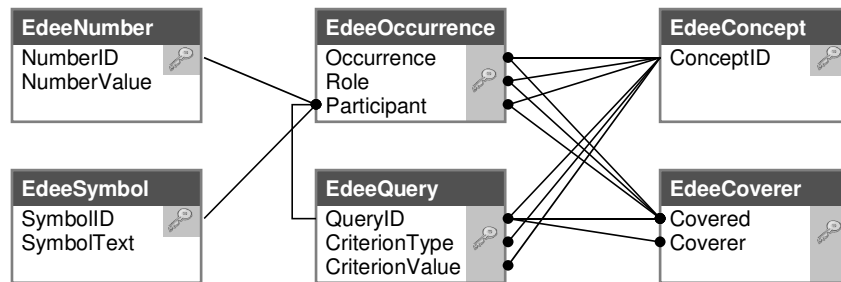 EdeeNumber
NumberID
NumberValue
EdeeOccurrence
Occurrence
Role
Participant
EdeeConcept
ConceptID
EdeeSymbol
SymbolID
SymbolText
EdeeQuery
QueryID
CriterionType
CriterionValue
EdeeCoverer
Covered
Coverer